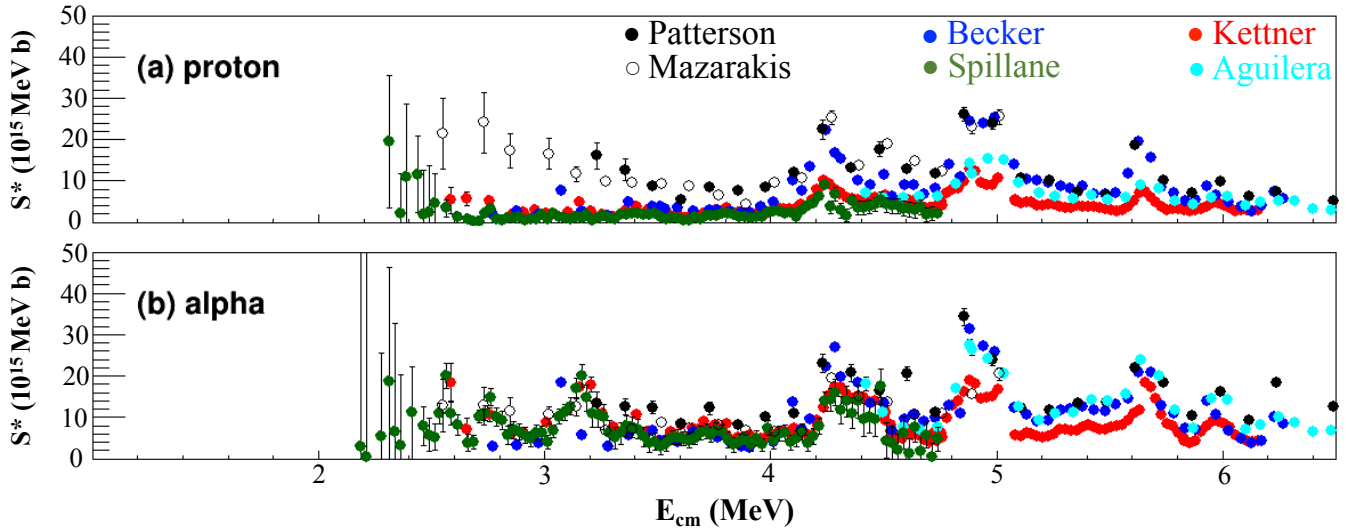 50
40
30
20
10
0
S* (10¹⁵ MeV b)
(a) proton
Patterson Becker Kettner
Mazarakis Spillane Aguilera
50
40
30
20
10
0
S* (10¹⁵ MeV b)
(b) alpha
2 3 4 5 6
E_cm (MeV)